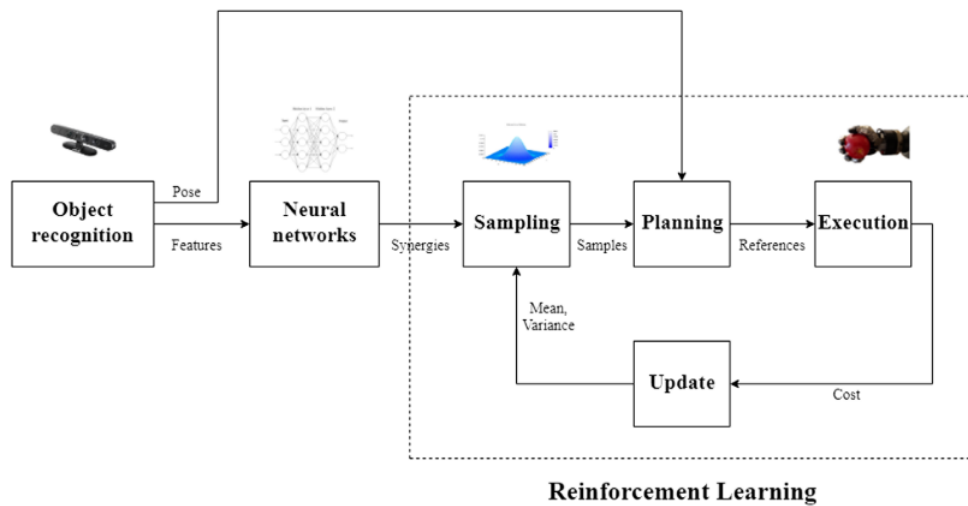 Pose
Object
recognition
Features
Neural
networks
Synergies
Sampling
Samples
Planning
References
Execution
Mean,
Variance
Update
Cost
Reinforcement Learning